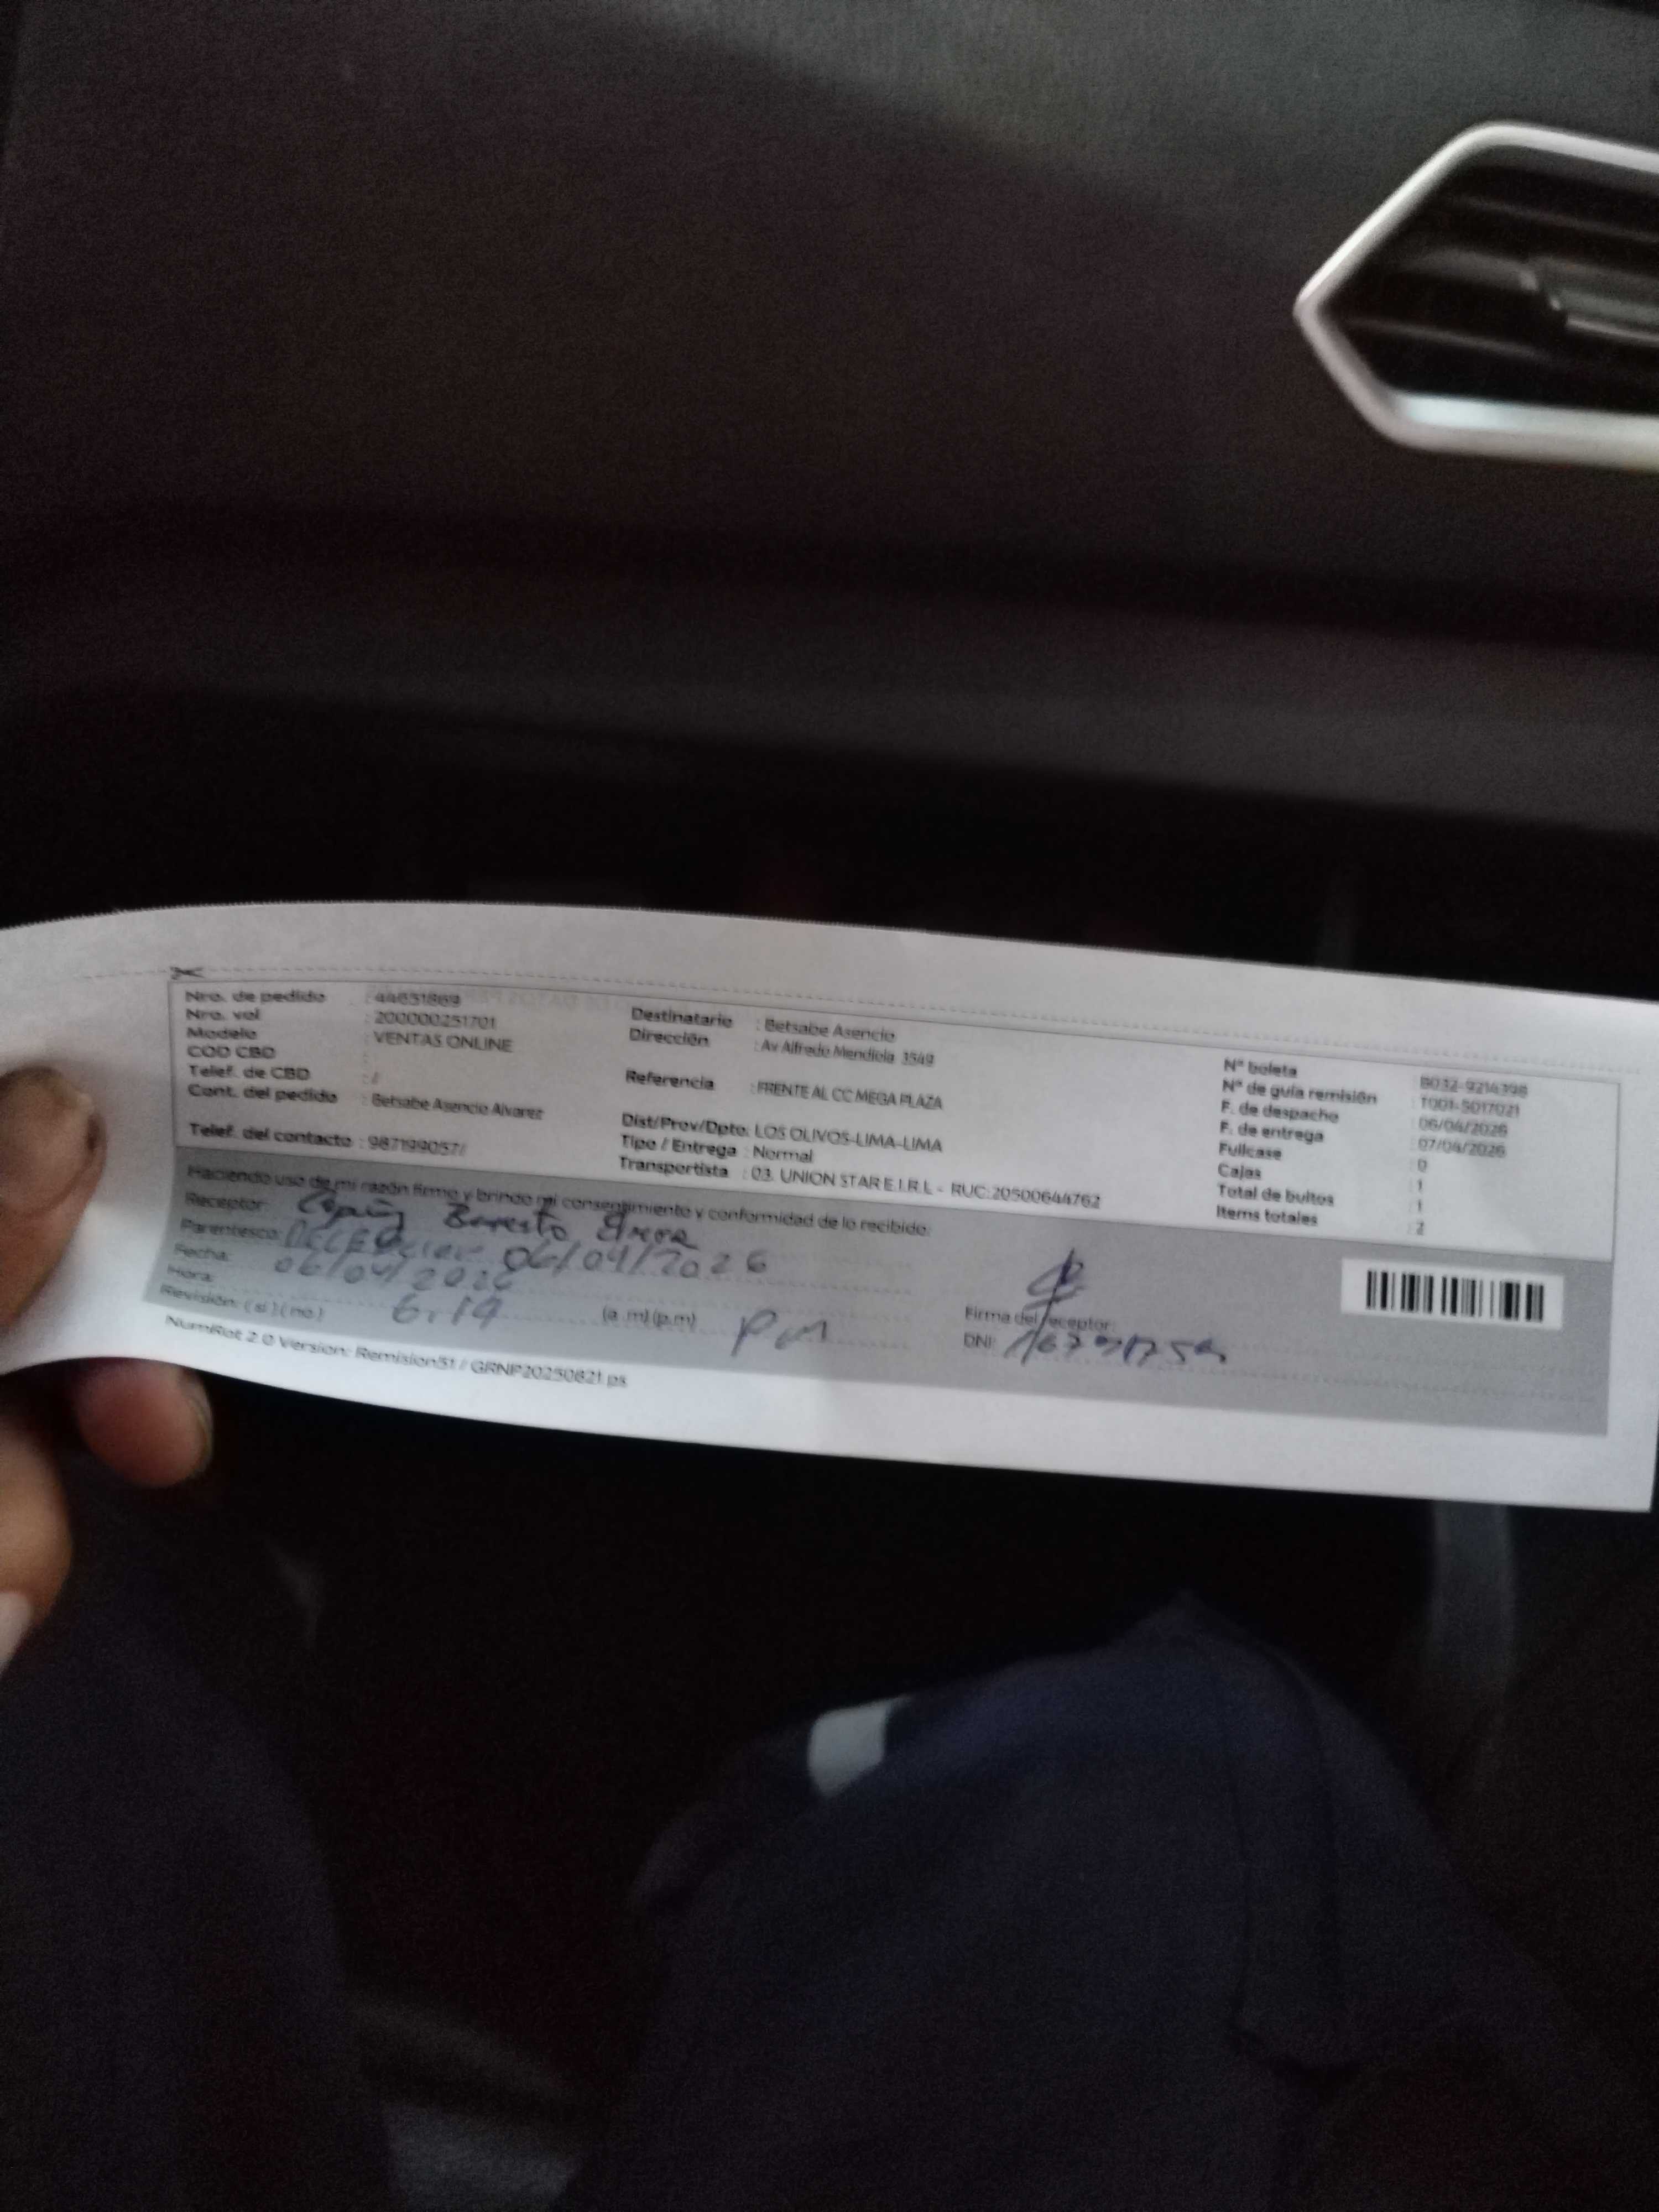 Nro. de pedido : 44651869
Nro. vol : 200000251701
Modelo : VENTAS ONLINE
COD CBD :
Telef. de CBD : /
Cont. del pedido : Betsabe Asencio Alvarez
Telef. del contacto : 987199057/
Destinatario : Betsabe Asencio
Dirección : Av Alfredo Mendiola 3549
Referencia : FRENTE AL CC MEGA PLAZA
Dist/Prov/Dpto: LOS OLIVOS-LIMA-LIMA
Tipo / Entrega : Normal
Transportista : 03. UNION STAR E.I.R.L - RUC:20500644762
N° boleta B032-9214398
N° de guía remisión : T001-5017021
F. de despacho : 06/04/2026
F. de entrega : 07/04/2026
Fullcase : 0
Cajas : 1
Total de bultos : 1
Items totales : 2
Haciendo uso de mi razón firmo y brindo mi consentimiento y conformidad de lo recibido:
Receptor:
Parentesco: 06/04/2026
Fecha: 06/04/2026
Hora: 6:19 (a.m) (p.m) pm
Revisión: ( si ) ( no )
Firma del receptor:
DNI:
NumRot 2.0 Version: Remision51 / GRNP20250821.ps